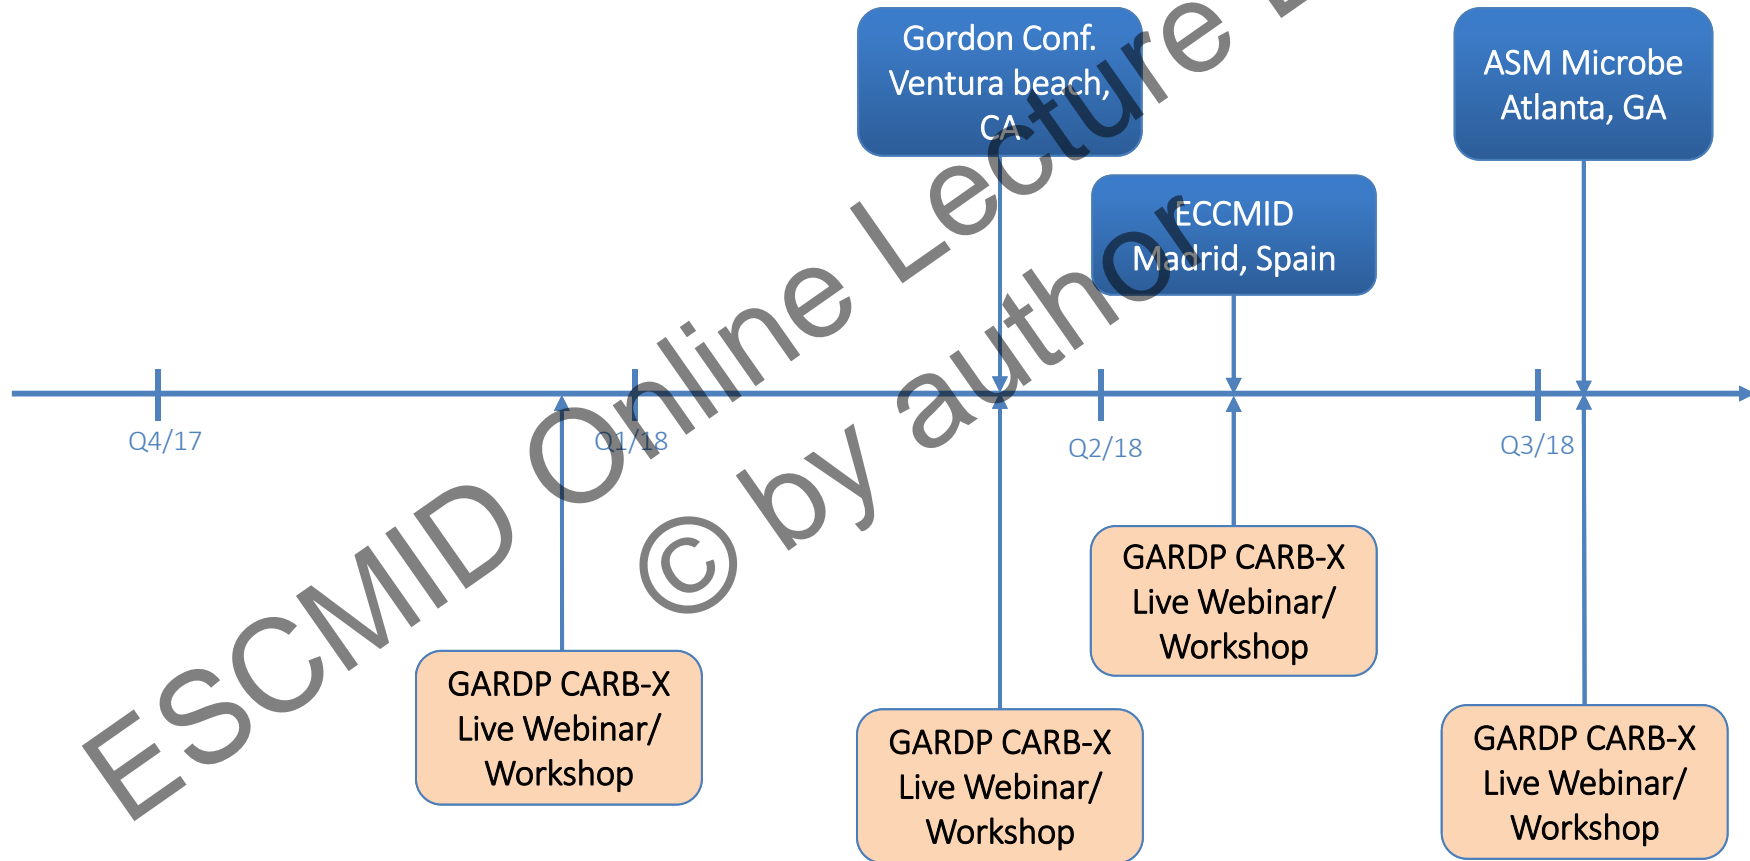 Gordon Conf.
Ventura beach,
CA
ASM Microbe
Atlanta, GA
ECCMID
Madrid, Spain
Q4/17
Q1/18
Q2/18
Q3/18
GARDP CARB-X
Live Webinar/
Workshop
GARDP CARB-X
Live Webinar/
Workshop
GARDP CARB-X
Live Webinar/
Workshop
GARDP CARB-X
Live Webinar/
Workshop
ESCMID Online Lecture
© by author